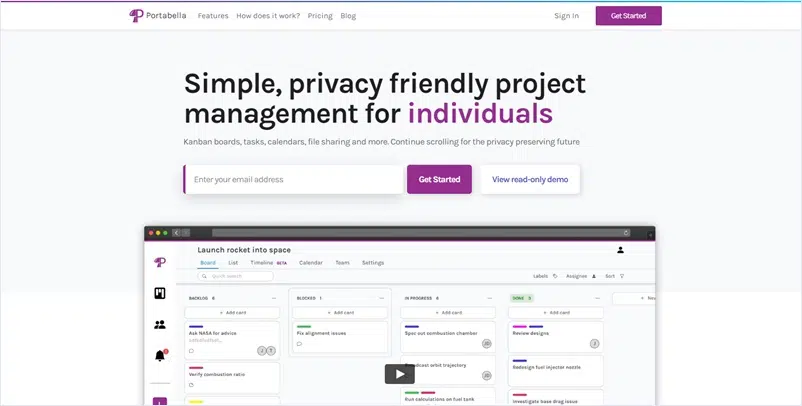 Portabella Features How does it work? Pricing Blog Sign In Get Started
Simple, privacy friendly project
management for individuals
Kanban boards, tasks, calendars, file sharing and more. Continue scrolling for the privacy preserving future
Enter your email address Get Started View read-only demo
Launch rocket into space
Board List Timeline BETA Calendar Team Settings
Quick search Labels Assignee Sort
BACKLOG 6 BLOCKED 1 IN PROGRESS 6 DONE 6
+ Add card + Add card + Add card + Add card
Ask NASA for advice Fix alignment issues Spec out combustion chamber Review designs
Broadcast orbit trajectory Redesign fuel injector nozzle
Verify combustion ratio
Run calculations on fuel tank Investigate base drag issue